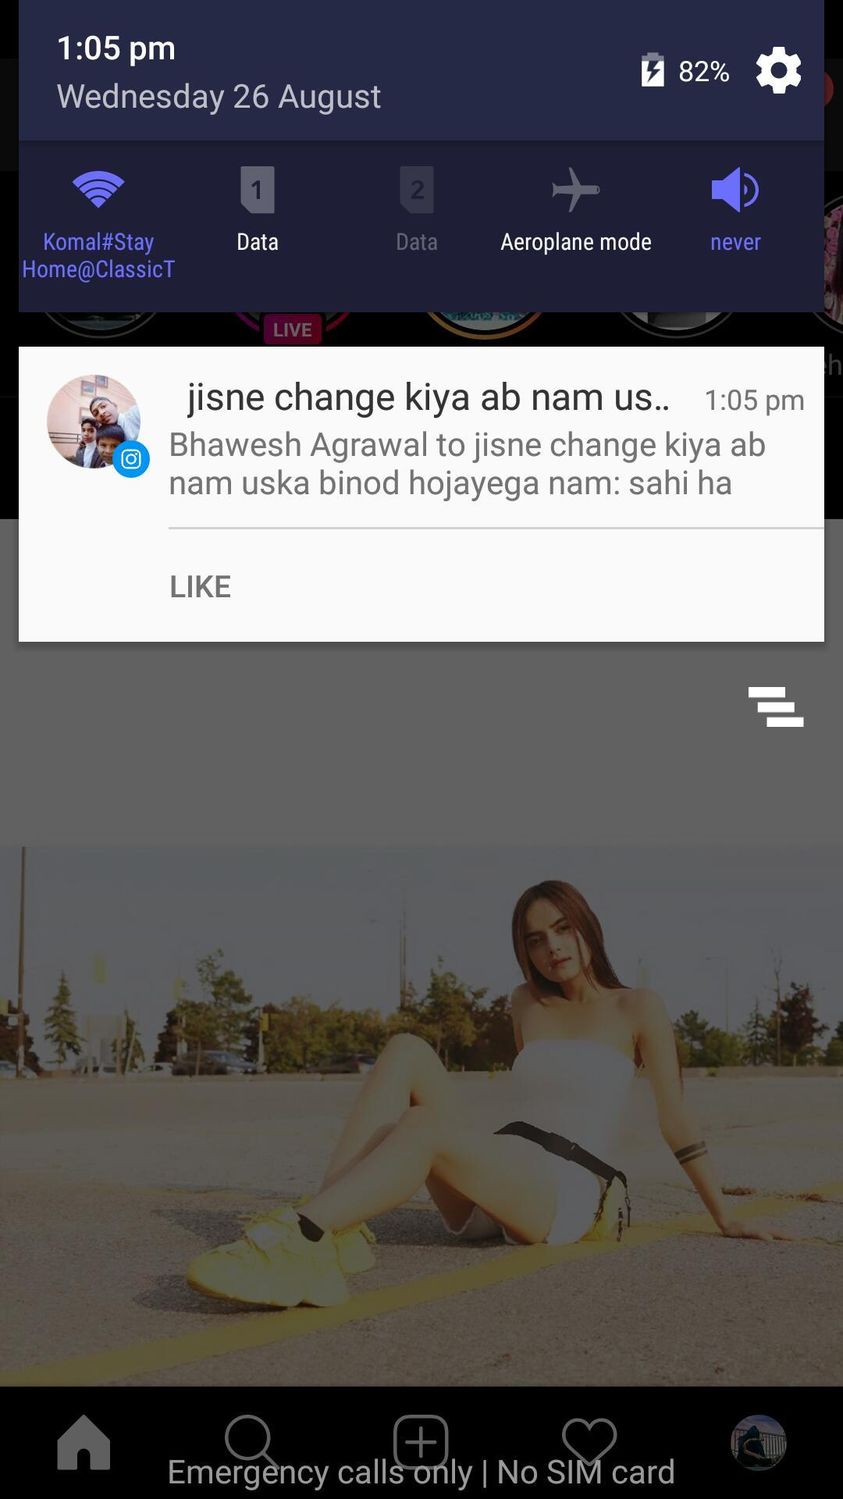 1:05 pm
82%
Wednesday 26 August
Komal#Stay
Home@ClassicT
1
Data
2
Data
Aeroplane mode
never
LIVE
jisne change kiya ab nam us..
1:05 pm
Bhawesh Agrawal to jisne change kiya ab
nam uska binod hojayega nam: sahi ha
LIKE
Emergency calls only | No SIM card